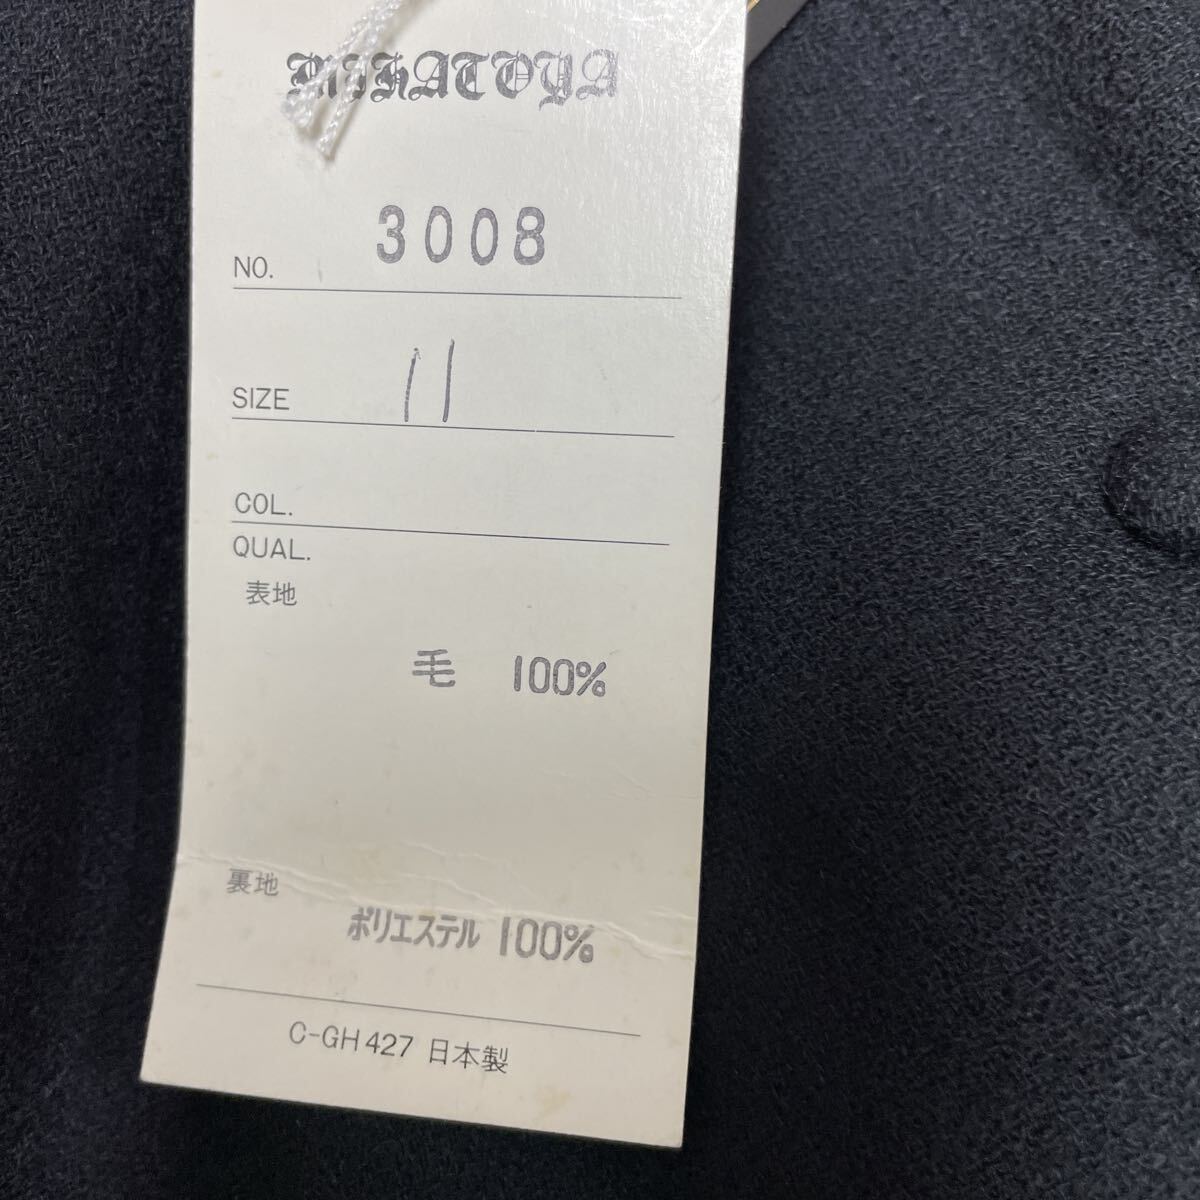 MIHATOYA
NO. 3008
SIZE 11
COL.
QUAL.
表地
毛 100%
裏地
ポリエステル 100%
C-GH427 日本製